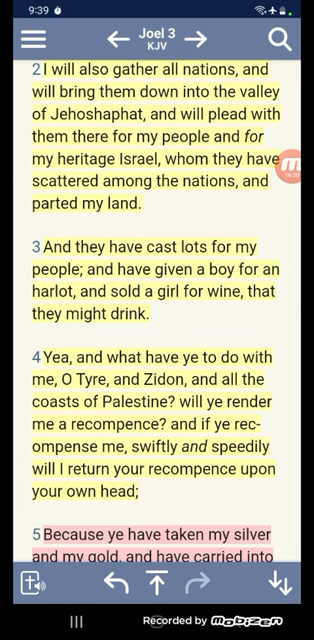 9:39
Joel 3
KJV
2 I will also gather all nations, and
will bring them down into the valley
of Jehoshaphat, and will plead with
them there for my people and for
my heritage Israel, whom they have
scattered among the nations, and
parted my land.
3 And they have cast lots for my
people; and have given a boy for an
harlot, and sold a girl for wine, that
they might drink.
4 Yea, and what have ye to do with
me, O Tyre, and Zidon, and all the
coasts of Palestine? will ye render
me a recompence? and if ye rec-
ompense me, swiftly and speedily
will I return your recompence upon
your own head;
5 Because ye have taken my silver
and my gold, and have carried into
Recorded by mobizen